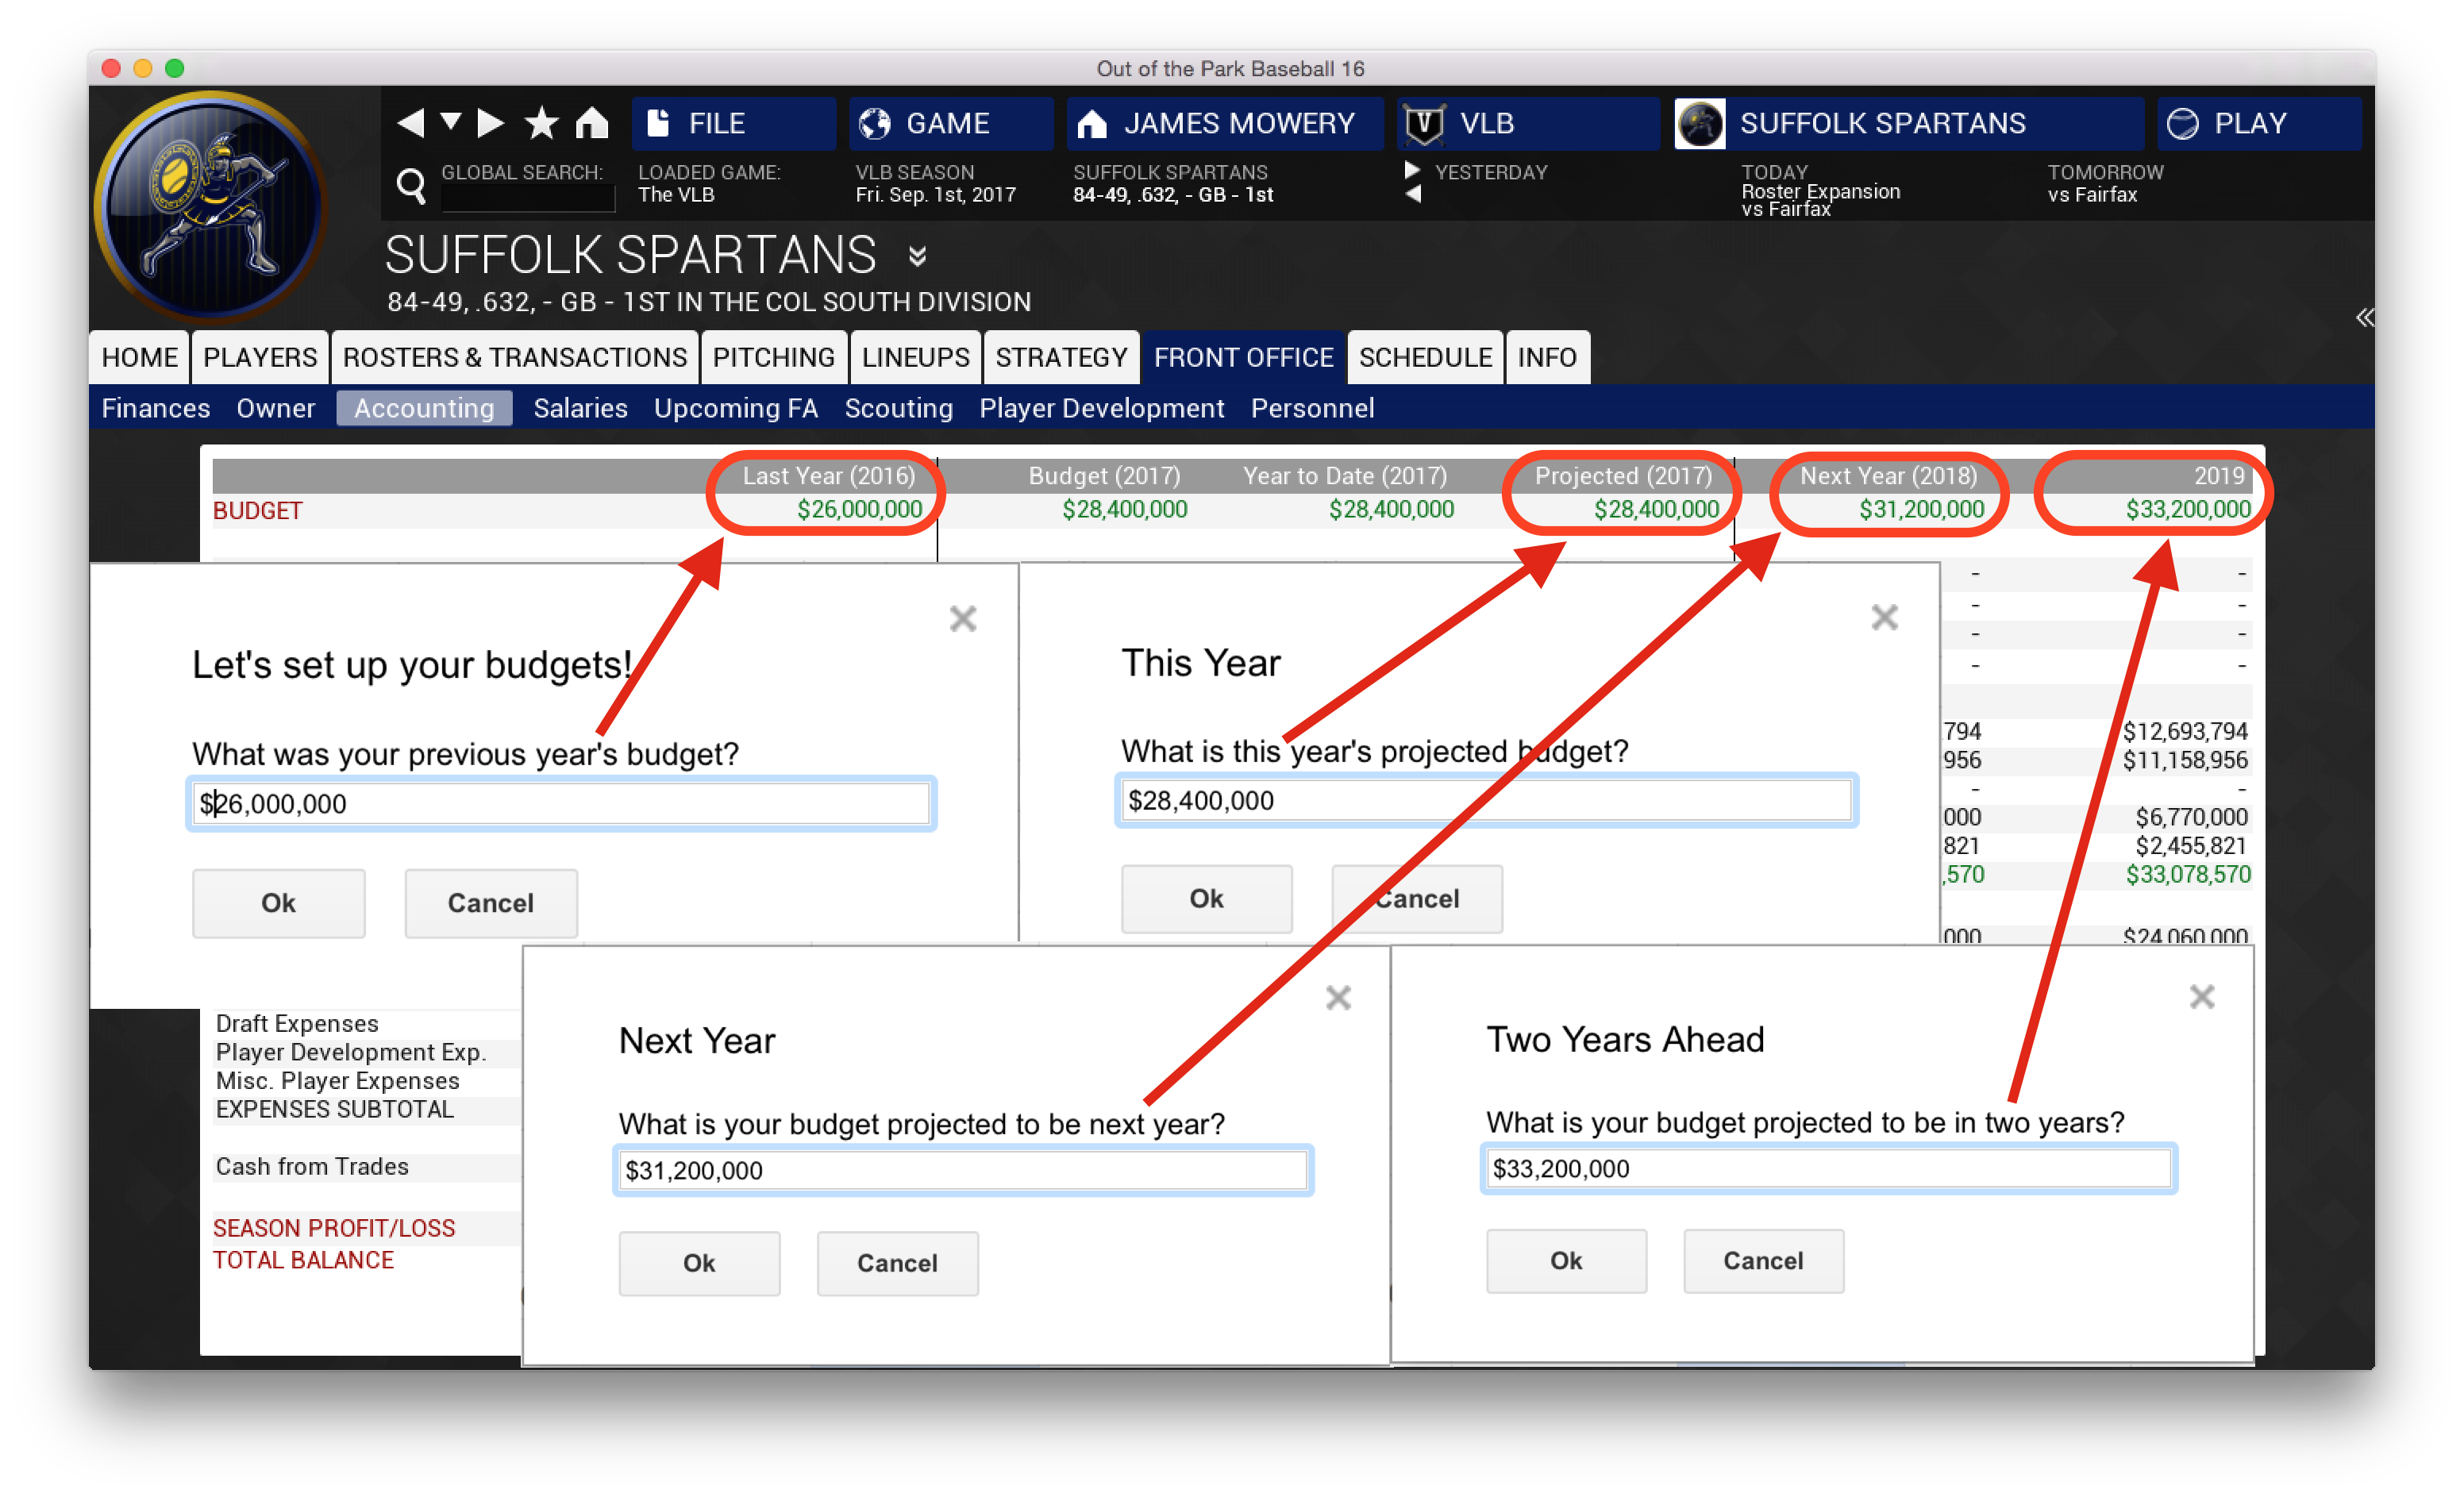 Out of the Park Baseball 16
FILE
GAME
JAMES MOWERY
VLB
SUFFOLK SPARTANS
PLAY
GLOBAL SEARCH:
LOADED GAME:
The VLB
VLB SEASON
Fri. Sep. 1st, 2017
SUFFOLK SPARTANS
84-49, .632, - GB - 1st
YESTERDAY
TODAY
Roster Expansion
vs Fairfax
TOMORROW
vs Fairfax
SUFFOLK SPARTANS
84-49, .632, - GB - 1ST IN THE COL SOUTH DIVISION
HOME PLAYERS ROSTERS & TRANSACTIONS PITCHING LINEUPS STRATEGY FRONT OFFICE SCHEDULE INFO
Finances Owner Accounting Salaries Upcoming FA Scouting Player Development Personnel
Last Year (2016) Budget (2017) Year to Date (2017) Projected (2017) Next Year (2018) 2019
BUDGET $26,000,000 $28,400,000 $28,400,000 $28,400,000 $31,200,000 $33,200,000
- -
- -
- -
- -
794 $12,693,794
956 $11,158,956
-
000 $6,770,000
821 $2,455,821
,570 $33,078,570
000 $24,060,000
Let's set up your budgets!
What was your previous year's budget?
$26,000,000
Ok Cancel
This Year
What is this year's projected budget?
$28,400,000
Ok Cancel
Draft Expenses
Player Development Exp.
Misc. Player Expenses
EXPENSES SUBTOTAL
Cash from Trades
SEASON PROFIT/LOSS
TOTAL BALANCE
Next Year
What is your budget projected to be next year?
$31,200,000
Ok Cancel
Two Years Ahead
What is your budget projected to be in two years?
$33,200,000
Ok Cancel